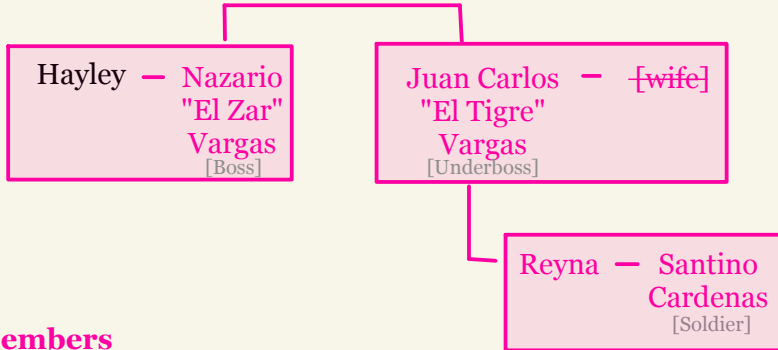 Hayley — Nazario
"El Zar"
Vargas
[Boss]
Juan Carlos — [wife]
"El Tigre"
Vargas
[Underboss]
Reyna — Santino
Cardenas
[Soldier]
embers